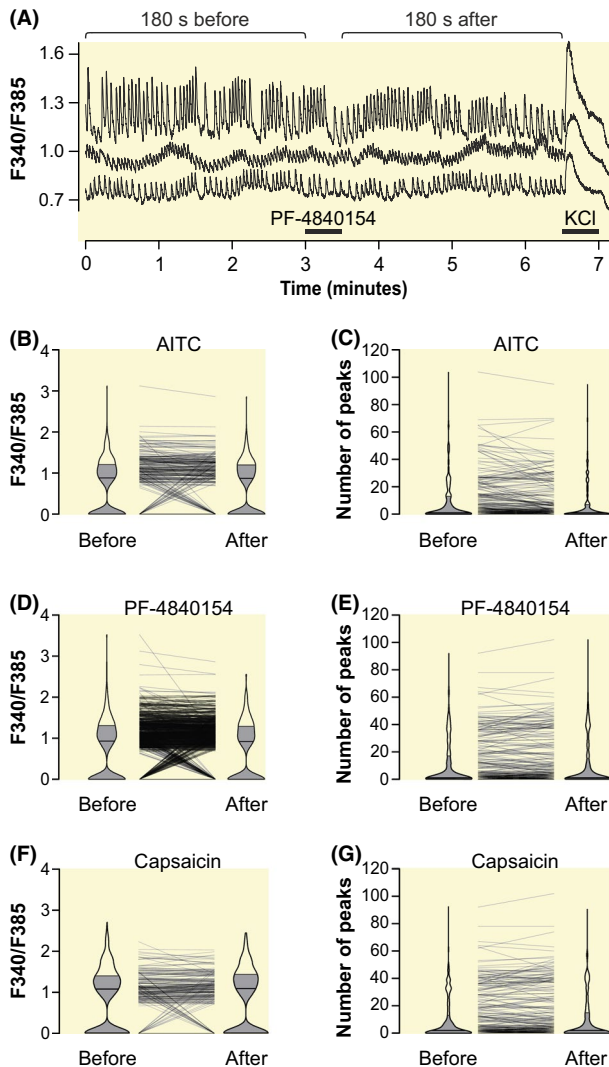 (A)
180 s before 180 s after
F340/F385
1.6
1.3
1.0
0.7
PF-4840154 KCl
0 1 2 3 4 5 6 7
Time (minutes)
(B) AITC
F340/F385
4
3
2
1
0
Before After
(C) AITC
Number of peaks
120
100
80
60
40
20
0
Before After
(D) PF-4840154
F340/F385
4
3
2
1
0
Before After
(E) PF-4840154
Number of peaks
120
100
80
60
40
20
0
Before After
(F) Capsaicin
F340/F385
4
3
2
1
0
Before After
(G) Capsaicin
Number of peaks
120
100
80
60
40
20
0
Before After